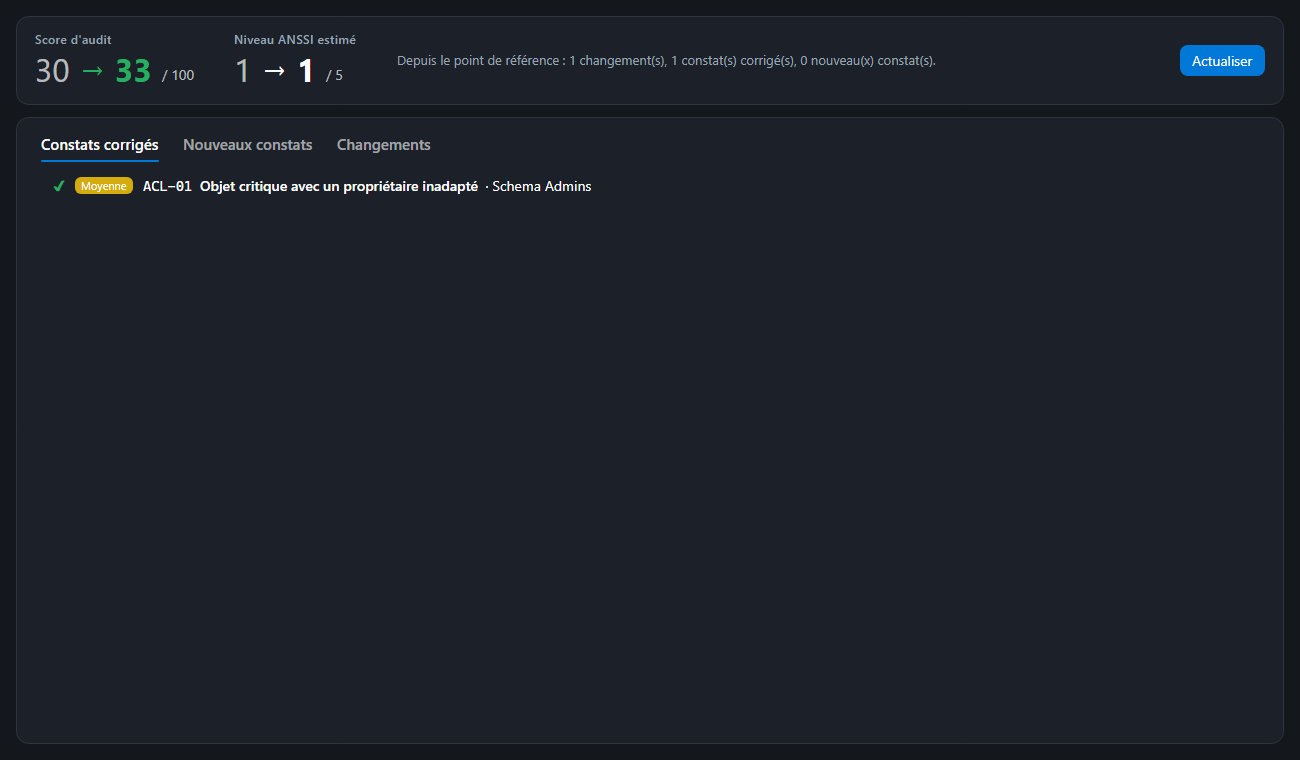 Score d'audit
30 → 33 / 100
Niveau ANSSI estimé
1 → 1 / 5
Depuis le point de référence : 1 changement(s), 1 constat(s) corrigé(s), 0 nouveau(x) constat(s).
Actualiser
Constats corrigés Nouveaux constats Changements
✔ Moyenne ACL-01 Objet critique avec un propriétaire inadapté · Schema Admins